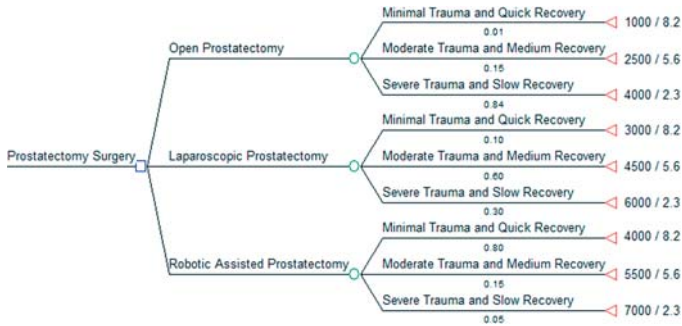 Minimal Trauma and Quick Recovery
0.01
1000 / 8.2
Open Prostatectomy
Moderate Trauma and Medium Recovery
0.15
2500 / 5.6
Severe Trauma and Slow Recovery
0.84
4000 / 2.3
Minimal Trauma and Quick Recovery
0.10
3000 / 8.2
Prostatectomy Surgery
Laparoscopic Prostatectomy
Moderate Trauma and Medium Recovery
0.60
4500 / 5.6
Severe Trauma and Slow Recovery
0.30
6000 / 2.3
Minimal Trauma and Quick Recovery
0.80
4000 / 8.2
Robotic Assisted Prostatectomy
Moderate Trauma and Medium Recovery
0.15
5500 / 5.6
Severe Trauma and Slow Recovery
0.05
7000 / 2.3